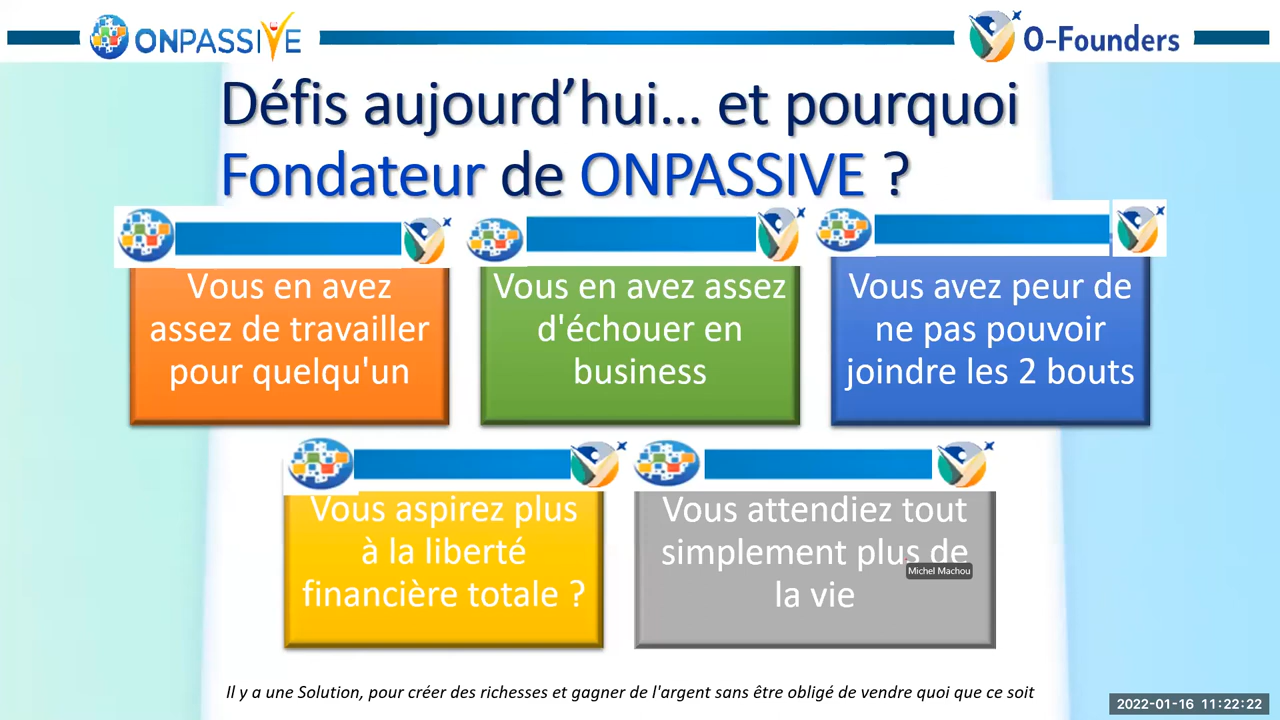 ONPASSIVE
O-Founders
Défis aujourd’hui... et pourquoi
Fondateur de ONPASSIVE ?
Vous en avez
assez de travailler
pour quelqu'un
Vous en avez assez
d'échouer en
business
Vous avez peur de
ne pas pouvoir
joindre les 2 bouts
Vous aspirez plus
à la liberté
financière totale ?
Vous attendiez tout
simplement plus de
la vie
Michel Machou
Il y a une Solution, pour créer des richesses et gagner de l'argent sans être obligé de vendre quoi que ce soit
2022-01-16 11:22:22